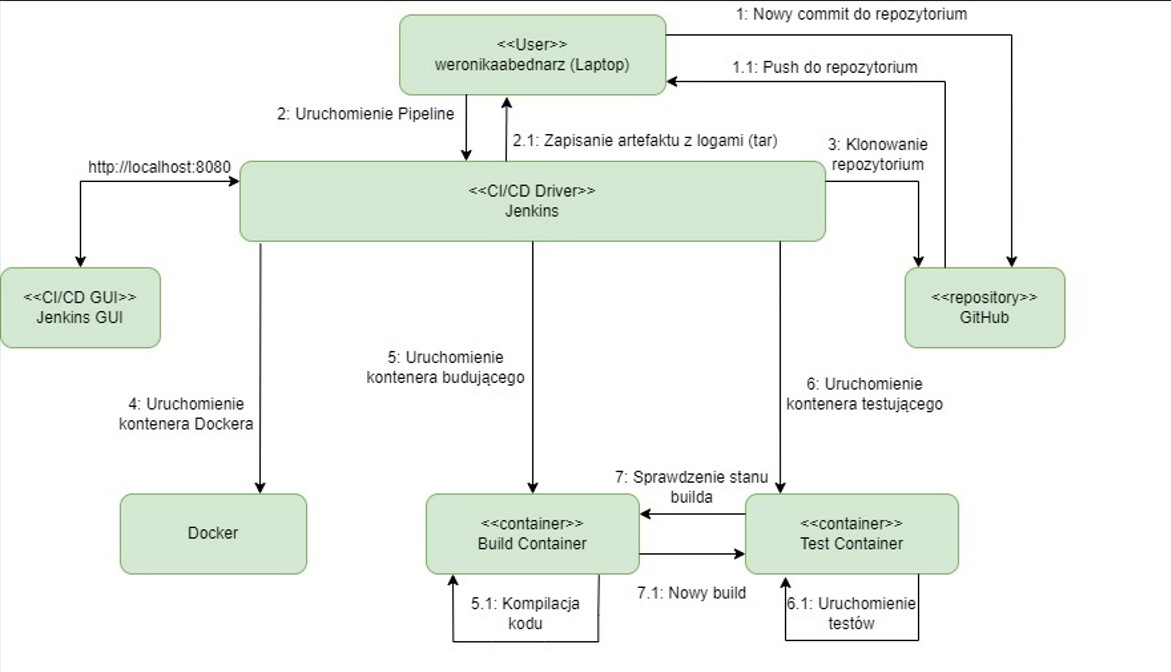 1: Nowy commit do repozytorium
<<User>>
weronikaabednarz (Laptop)
1.1: Push do repozytorium
2: Uruchomienie Pipeline
2.1: Zapisanie artefaktu z logami (tar)
3: Klonowanie
repozytorium
http://localhost:8080
<<CI/CD Driver>>
Jenkins
<<CI/CD GUI>>
Jenkins GUI
<<repository>>
GitHub
5: Uruchomienie
kontenera budującego
6: Uruchomienie
kontenera testującego
4: Uruchomienie
kontenera Dockera
7: Sprawdzenie stanu
builda
Docker
<<container>>
Build Container
<<container>>
Test Container
7.1: Nowy build
5.1: Kompilacja
kodu
6.1: Uruchomienie
testów